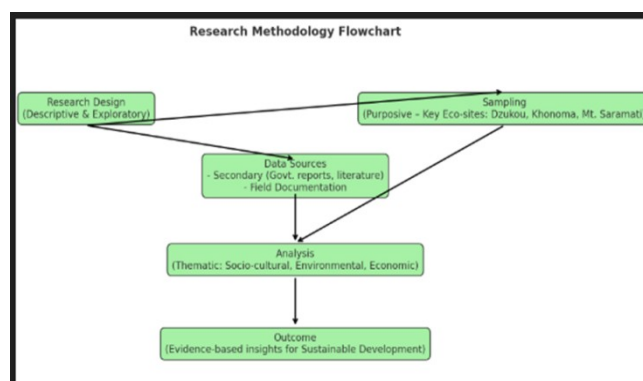 Research Methodology Flowchart
Research Design
(Descriptive & Exploratory)
Sampling
(Purposive – Key Eco-sites: Dzukou, Khonoma, Mt. Saramati)
Data Sources
- Secondary (Govt. reports, literature)
- Field Documentation
Analysis
(Thematic: Socio-cultural, Environmental, Economic)
Outcome
(Evidence-based insights for Sustainable Development)